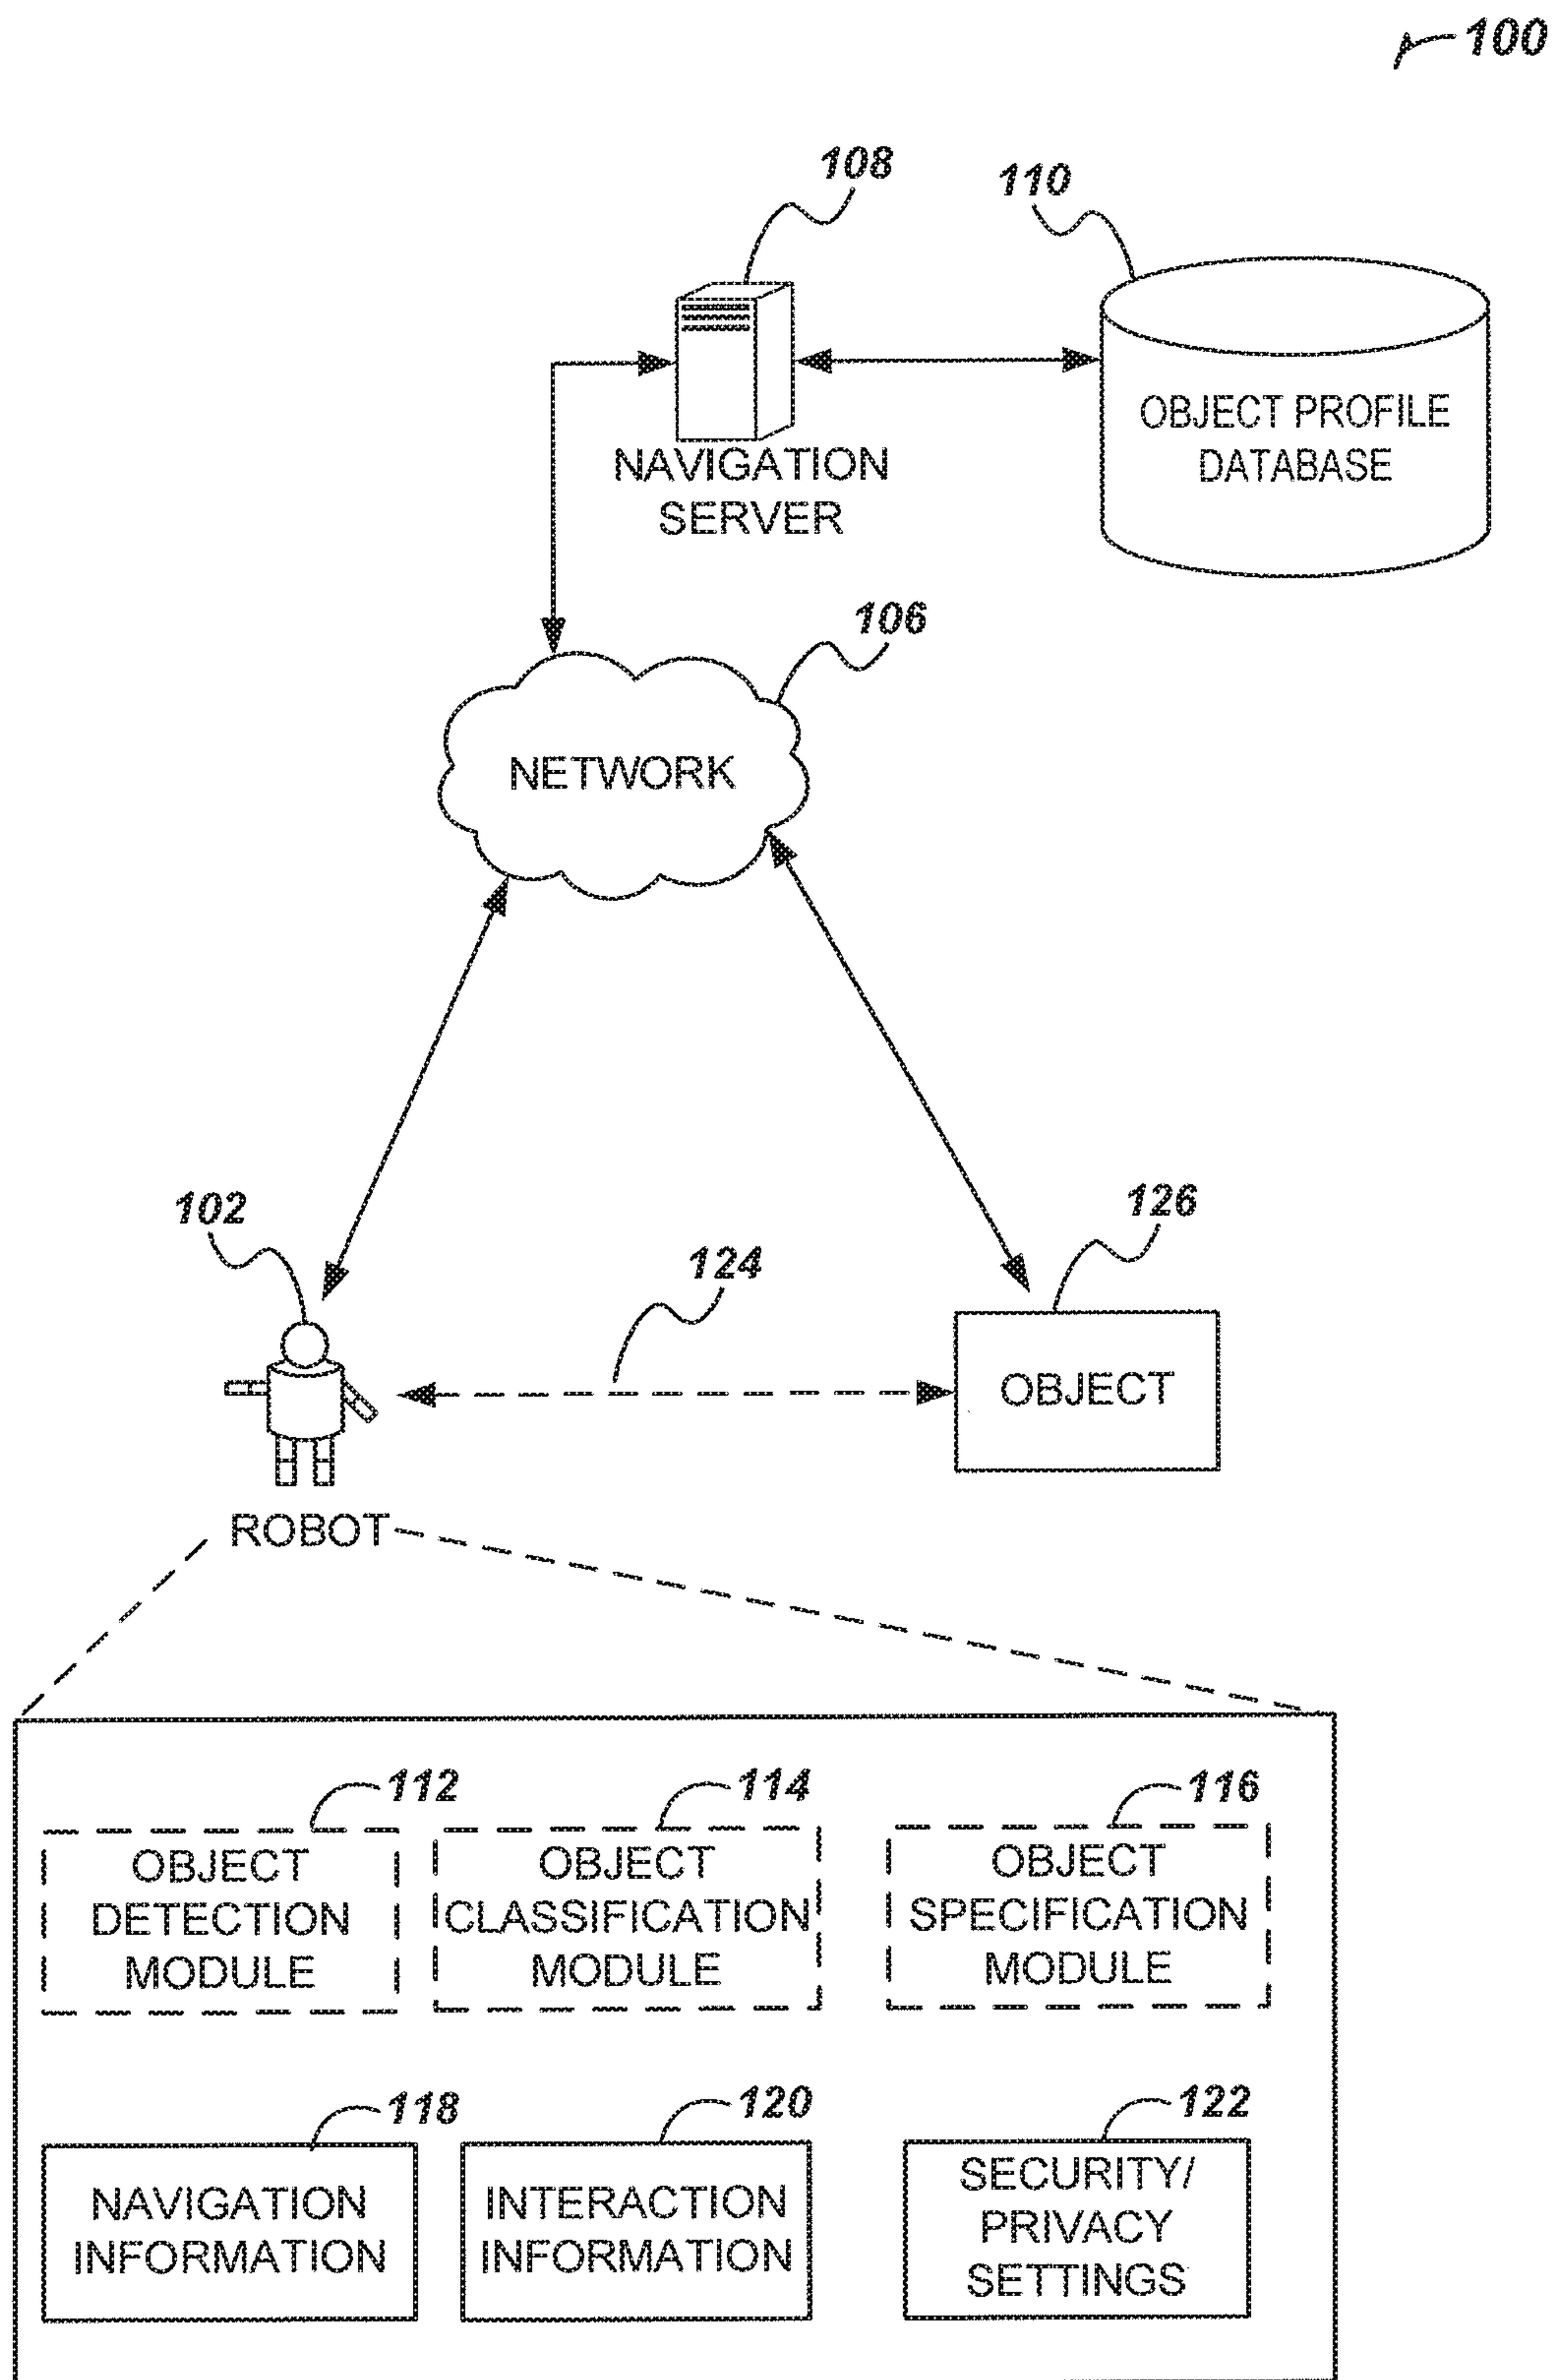 100
108
110
OBJECT PROFILE
DATABASE
NAVIGATION
SERVER
106
NETWORK
102
124
126
OBJECT
ROBOT
112
114
116
OBJECT
DETECTION
MODULE
OBJECT
CLASSIFICATION
MODULE
OBJECT
SPECIFICATION
MODULE
118
120
122
NAVIGATION
INFORMATION
INTERACTION
INFORMATION
SECURITY/
PRIVACY
SETTINGS